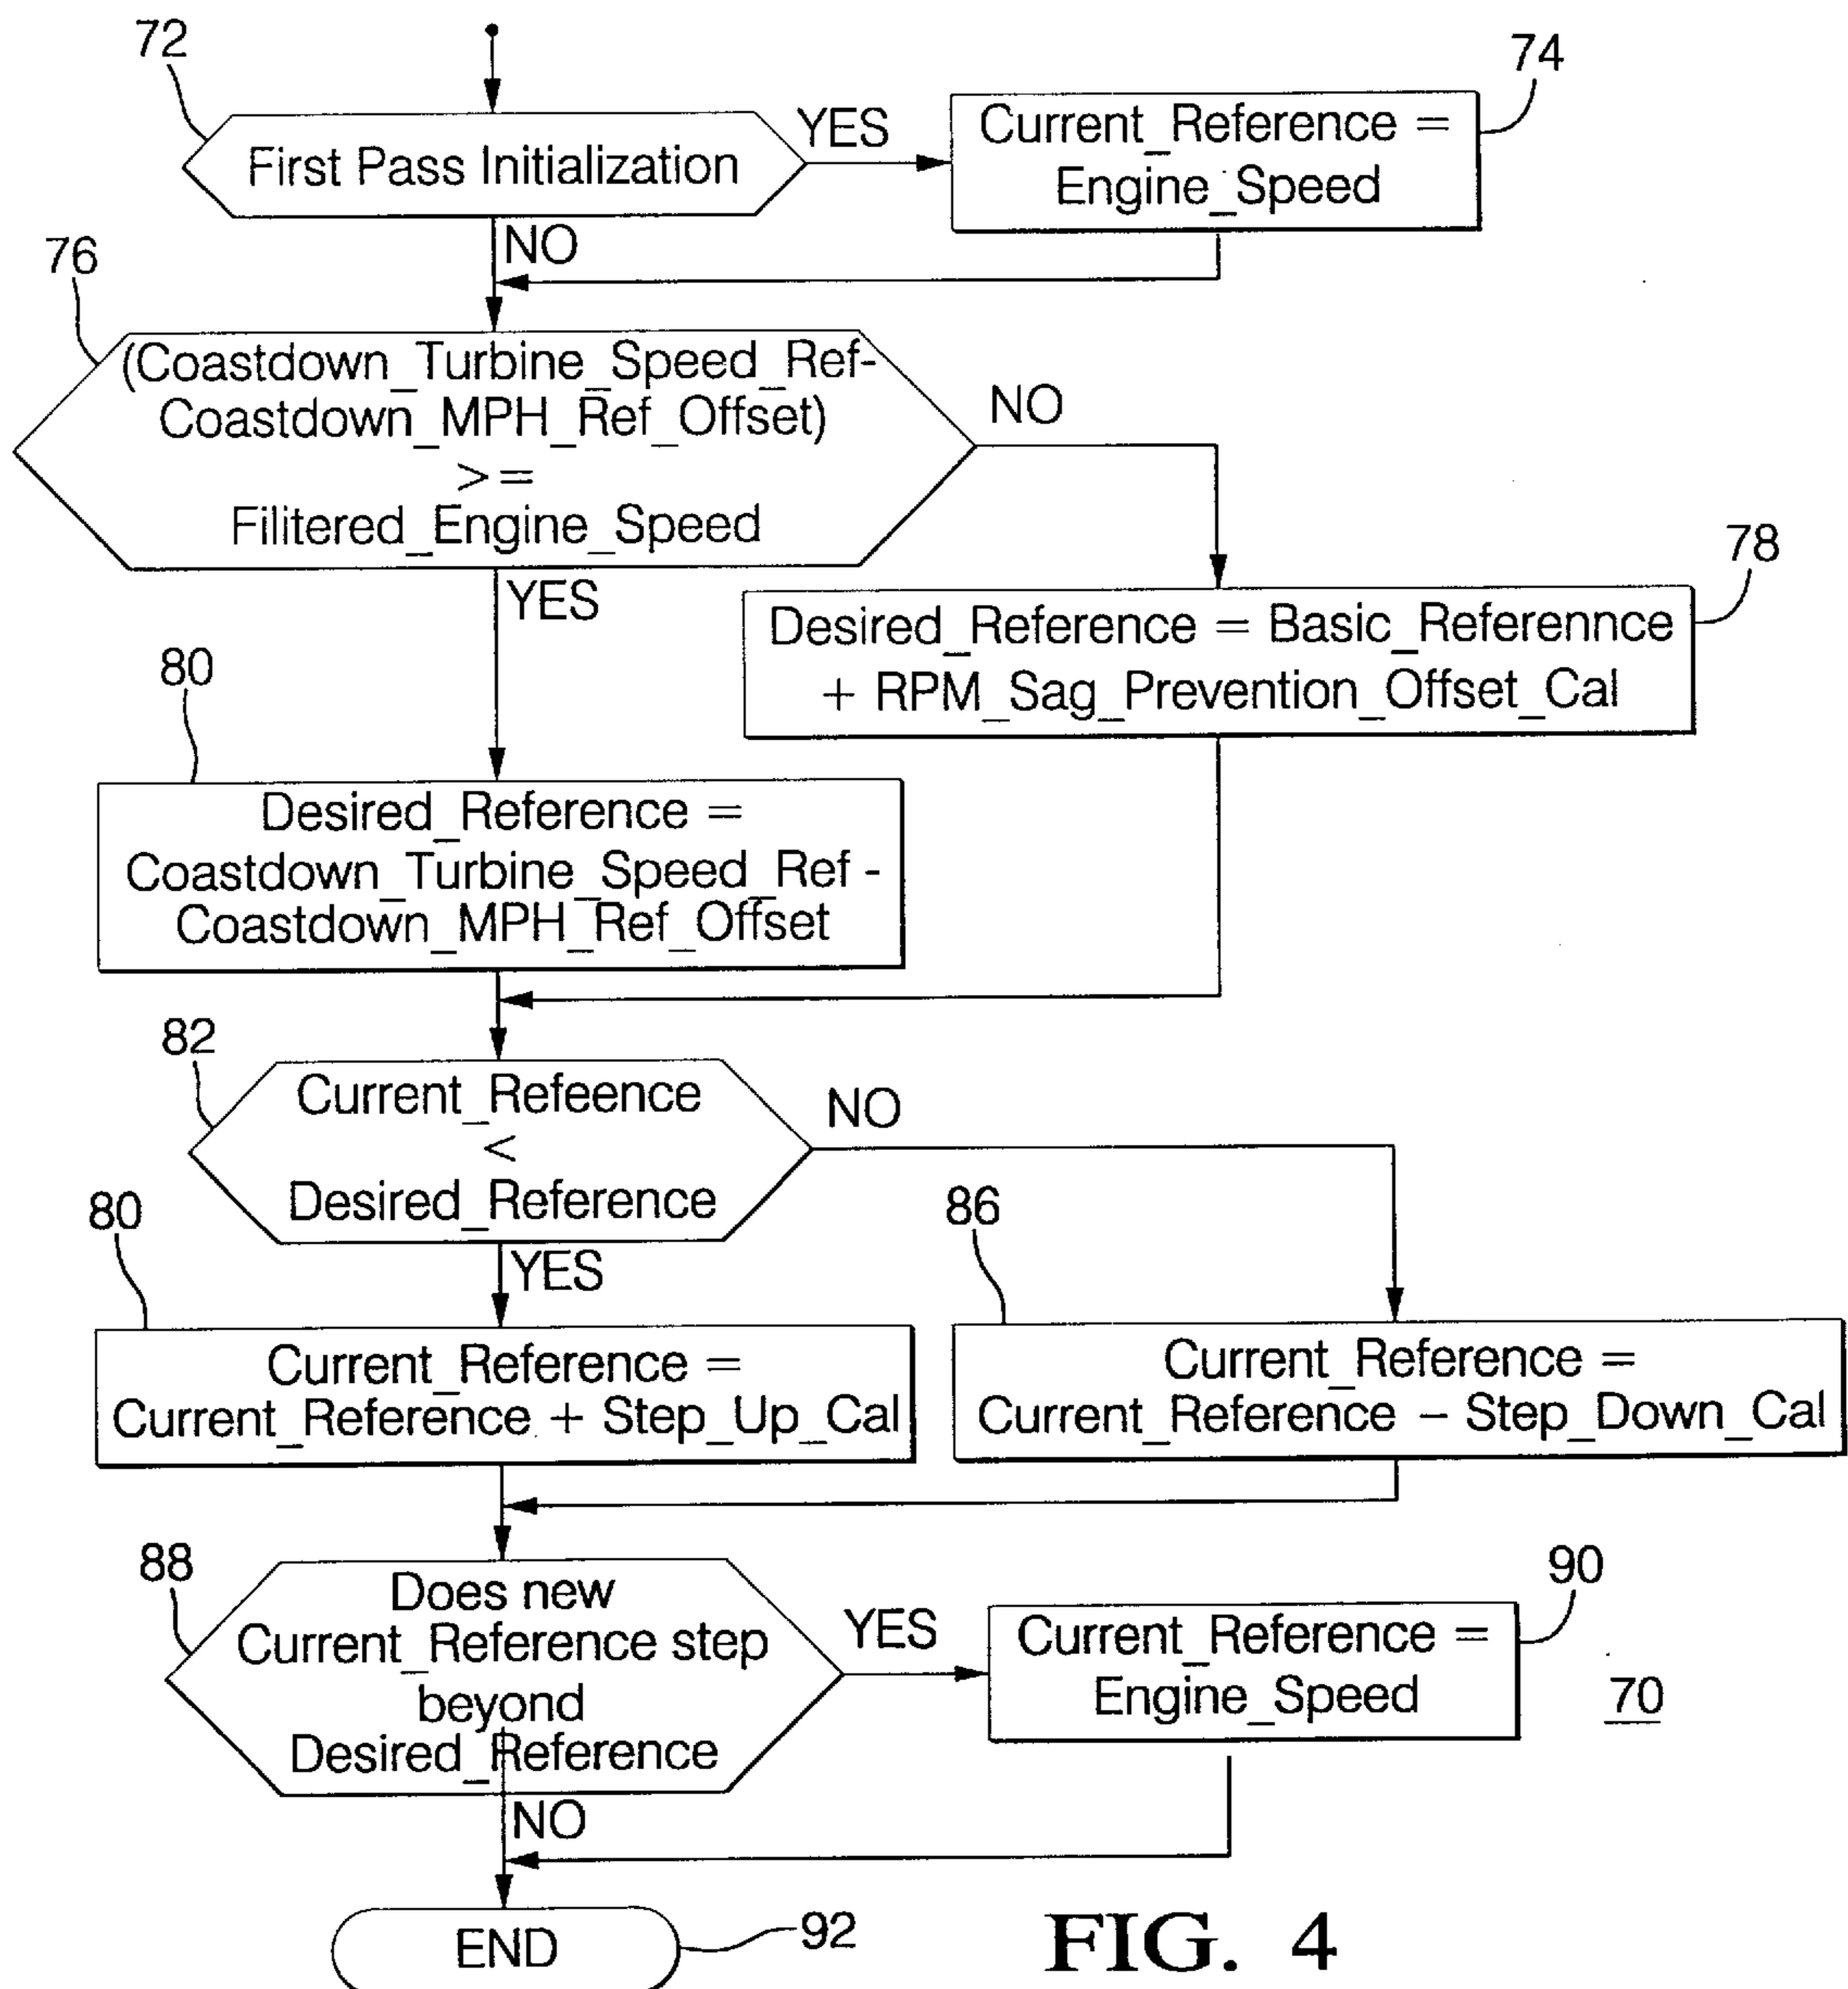 72
First Pass Initialization
YES
74
Current_Reference =
Engine_Speed
NO
76
(Coastdown_Turbine_Speed_Ref-
Coastdown_MPH_Ref_Offset)
>=
Filitered_Engine_Speed
NO
YES
78
Desired_Reference = Basic_Referennce
+ RPM_Sag_Prevention_Offset_Cal
80
Desired_Reference =
Coastdown_Turbine_Speed_Ref -
Coastdown_MPH_Ref_Offset
82
Current_Refeence
<
Desired_Reference
NO
YES
80
Current_Reference =
Current_Reference + Step_Up_Cal
86
Current_Reference =
Current_Reference – Step_Down_Cal
88
Does new
Current_Reference step
beyond
Desired_Reference
YES
90
Current_Reference =
Engine_Speed
70
NO
END
92
FIG. 4